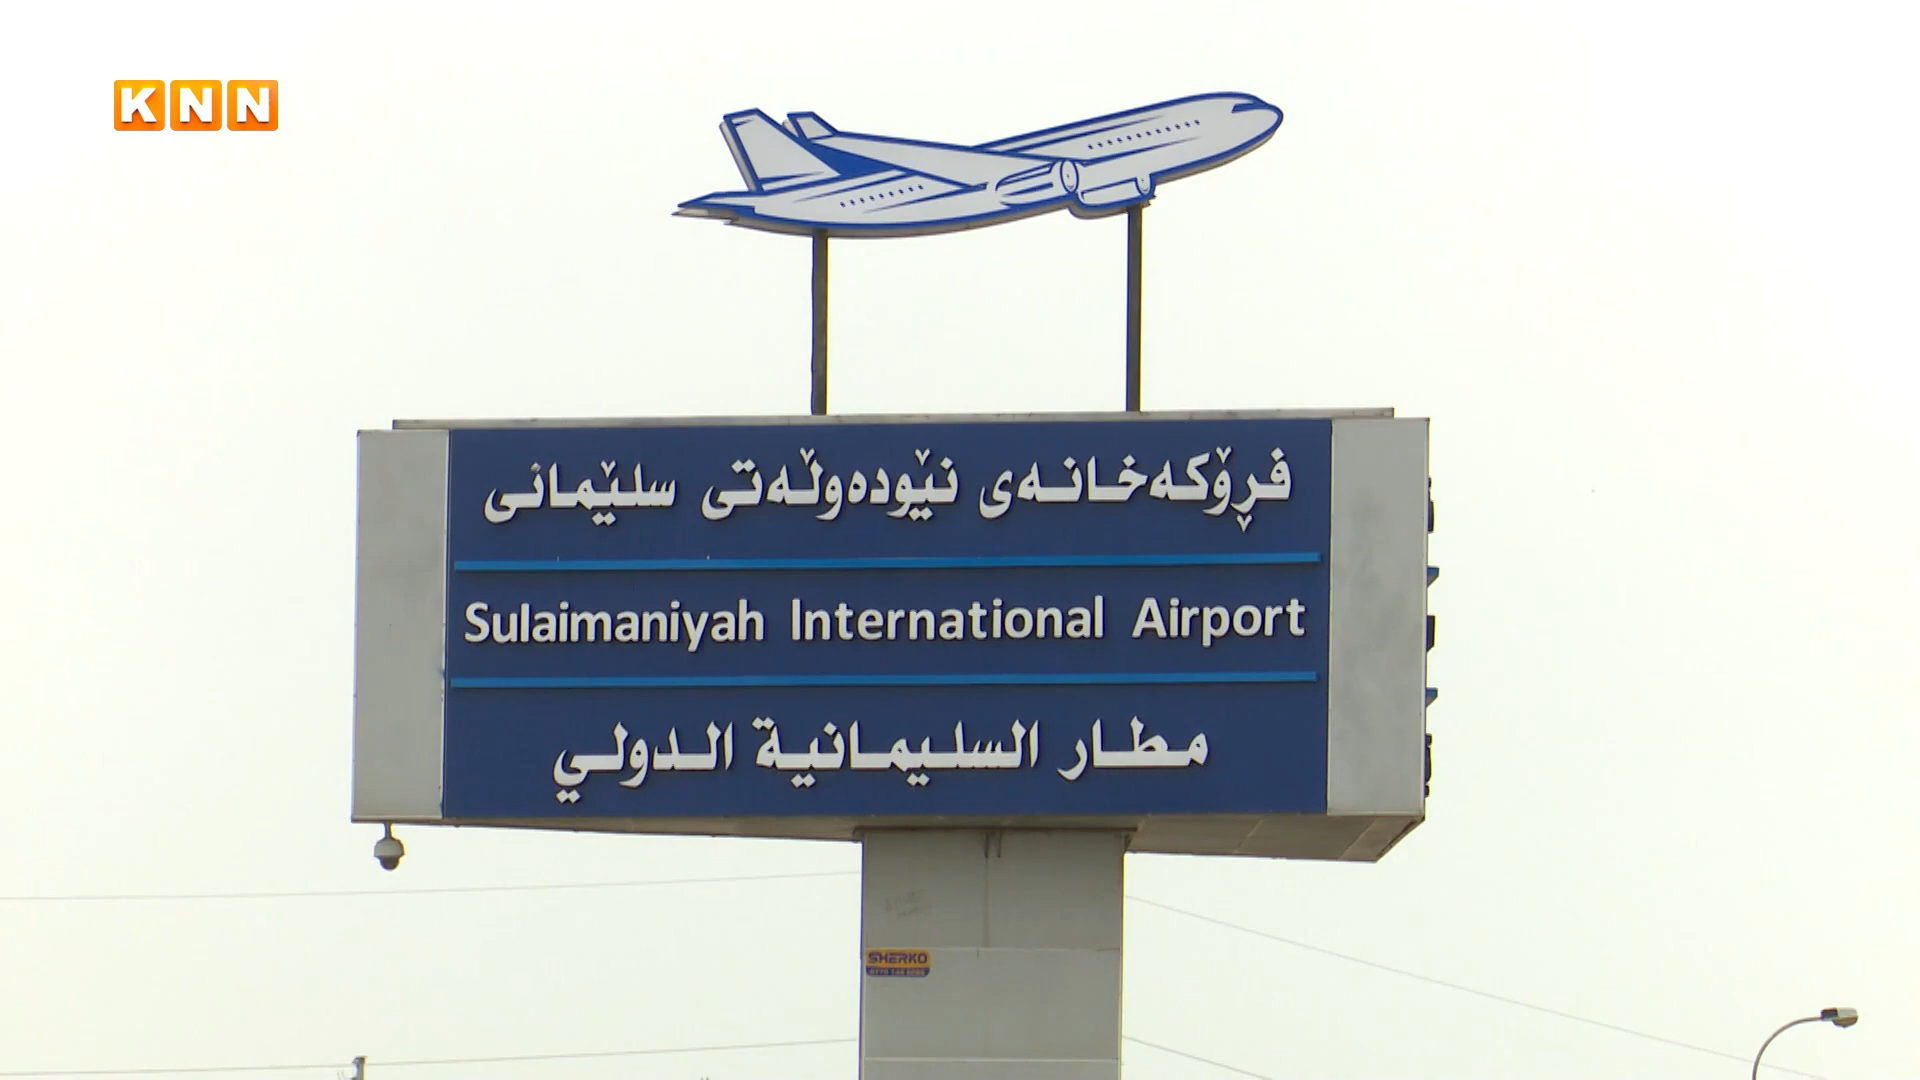 KNN
فڕۆکەخانەی نێودەوڵەتی سلێمانی
Sulaimaniyah International Airport
مطار السليمانية الدولي
SHERKO